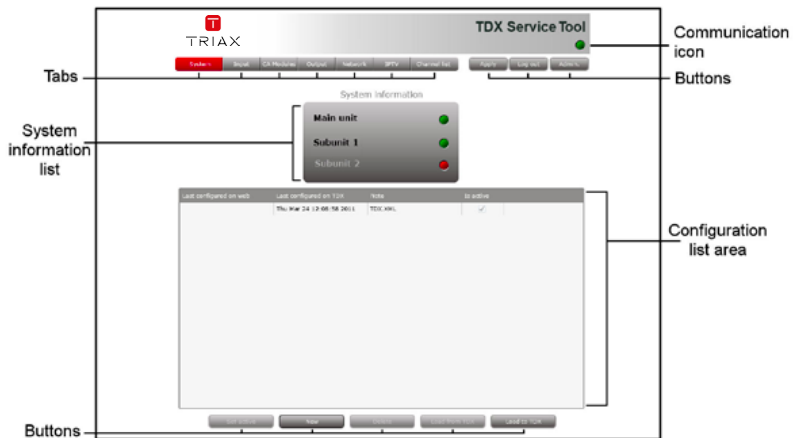 TRIAX
TDX Service Tool
Communication
icon
System Input CA Modules Output Network IPTV Channel list Apply Log out Admin.
Tabs
Buttons
System Information
System
information
list
Main unit
Subunit 1
Subunit 2
Last configured on web Last configured on TDX Note Is active
Thu Mar 24 12:08:58 2011 TDX.XML
Configuration
list area
New Send to TDX
Buttons